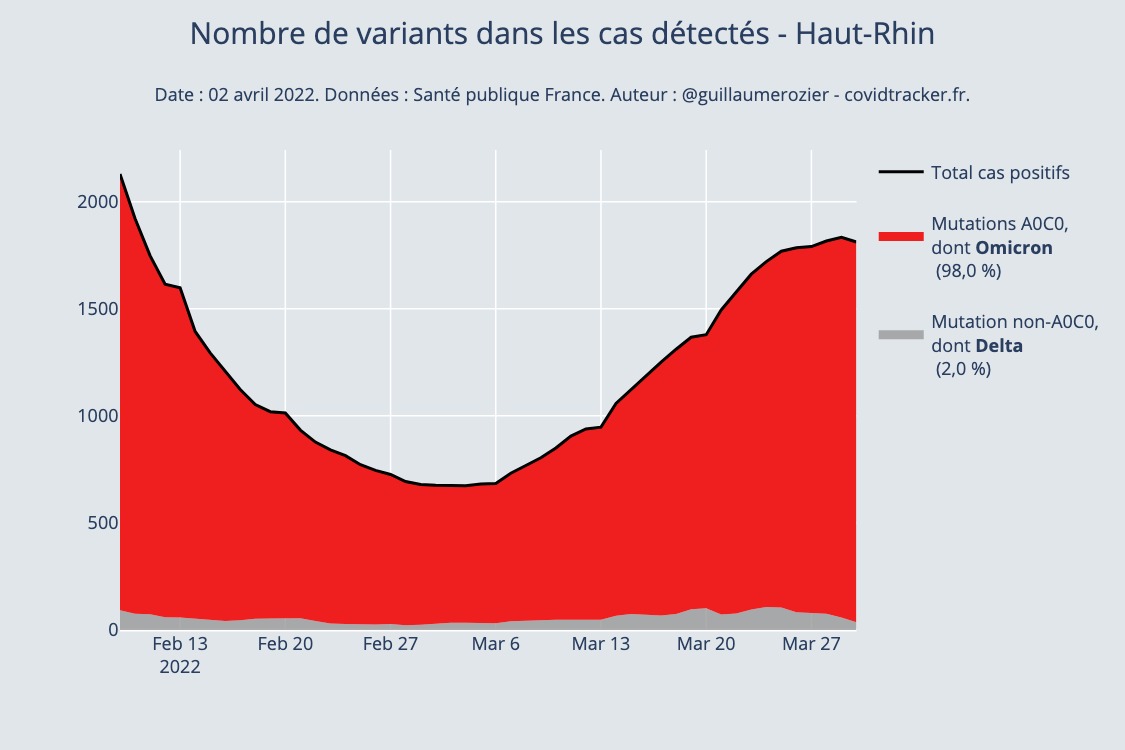 Nombre de variants dans les cas détectés - Haut-Rhin
Date : 02 avril 2022. Données : Santé publique France. Auteur : @guillaumerozier - covidtracker.fr.
Total cas positifs
Mutations A0C0,
dont Omicron
(98,0 %)
Mutation non-A0C0,
dont Delta
(2,0 %)
2000
1500
1000
500
0
Feb 13
2022
Feb 20
Feb 27
Mar 6
Mar 13
Mar 20
Mar 27